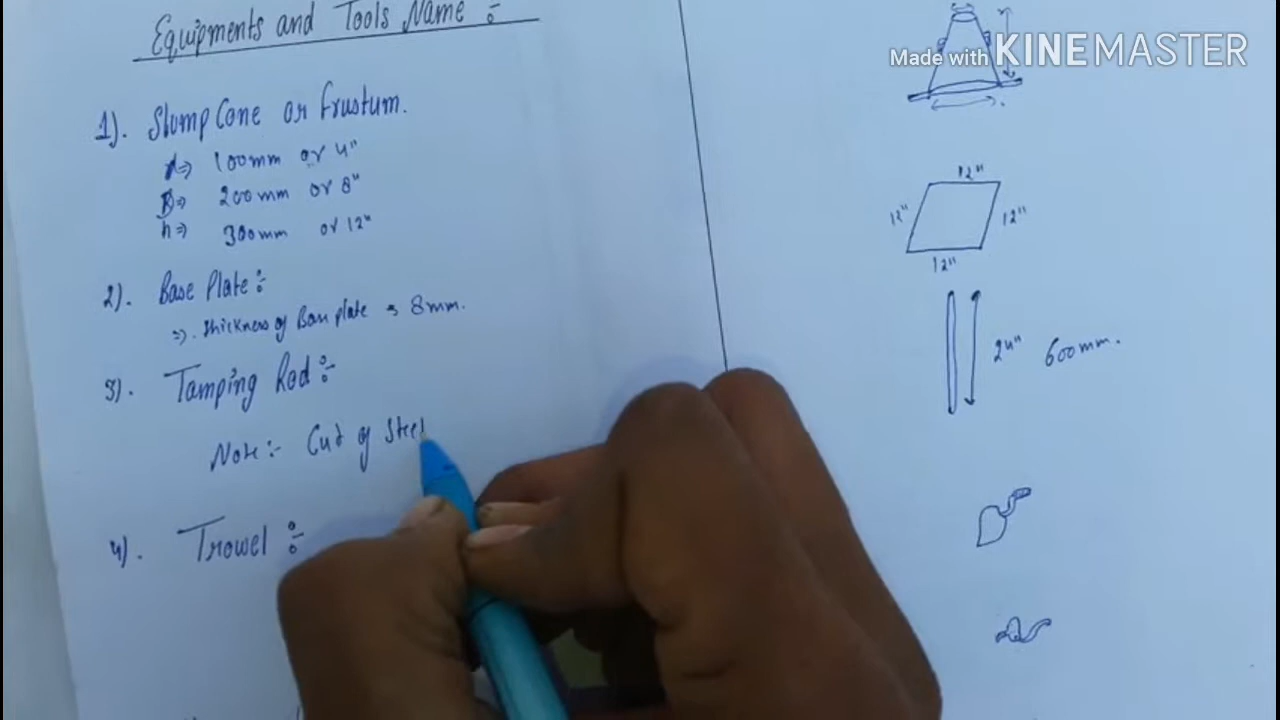 Equipments and Tools Name :-
1). Slump Cone or frustum.
d⇒ 100mm or 4"
D⇒ 200mm or 8"
h⇒ 300mm or 12"
2). Base Plate :-
⇒. thickness of Base plate = 8mm.
3). Tamping Rod :-
Note :- Cut of Steel
4). Trowel :-
Made with KINEMASTER
12"
12" 12"
12"
24" 600mm.